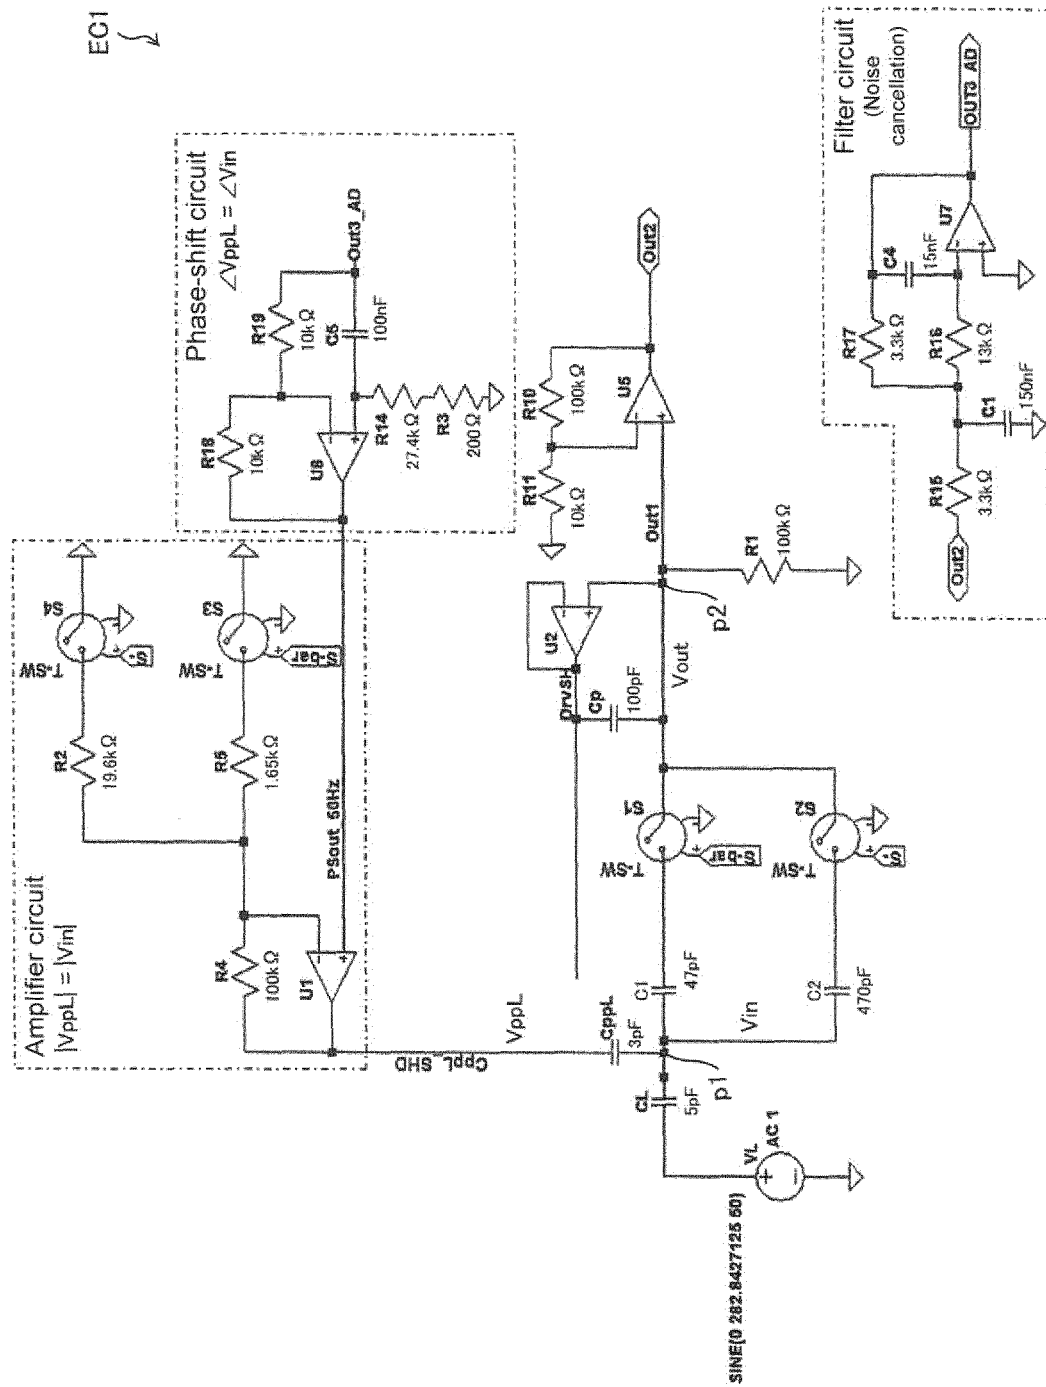 EC1
Amplifier circuit
|VppL| = |Vin|
R2
19.6kΩ
T-SW
S4
S-
R5
1.65kΩ
T-SW
S3
S-bar
R4
100kΩ
U1
PSout 50Hz
Phase-shift circuit
∠VppL = ∠Vin
R18
10kΩ
R19
10kΩ
U8
C5
100nF
Out3_AD
R14
27.4kΩ
R3
200Ω
CppL_SHD
VppL
CppL
3pF
DrvSH
U2
Cp
100pF
R11
10kΩ
R10
100kΩ
U5
Out2
SINE(0 282.8427125 50)
VL
AC 1
CL
5pF
p1
C1
47pF
T-SW
S1
S-bar
Vin
C2
470pF
T-SW
S2
S-
Vout
p2
Out1
R1
100kΩ
Filter circuit
(Noise
cancellation)
Out2
R15
3.3kΩ
C1
150nF
R17
3.3kΩ
R16
13kΩ
C4
15nF
U7
OUT3_AD